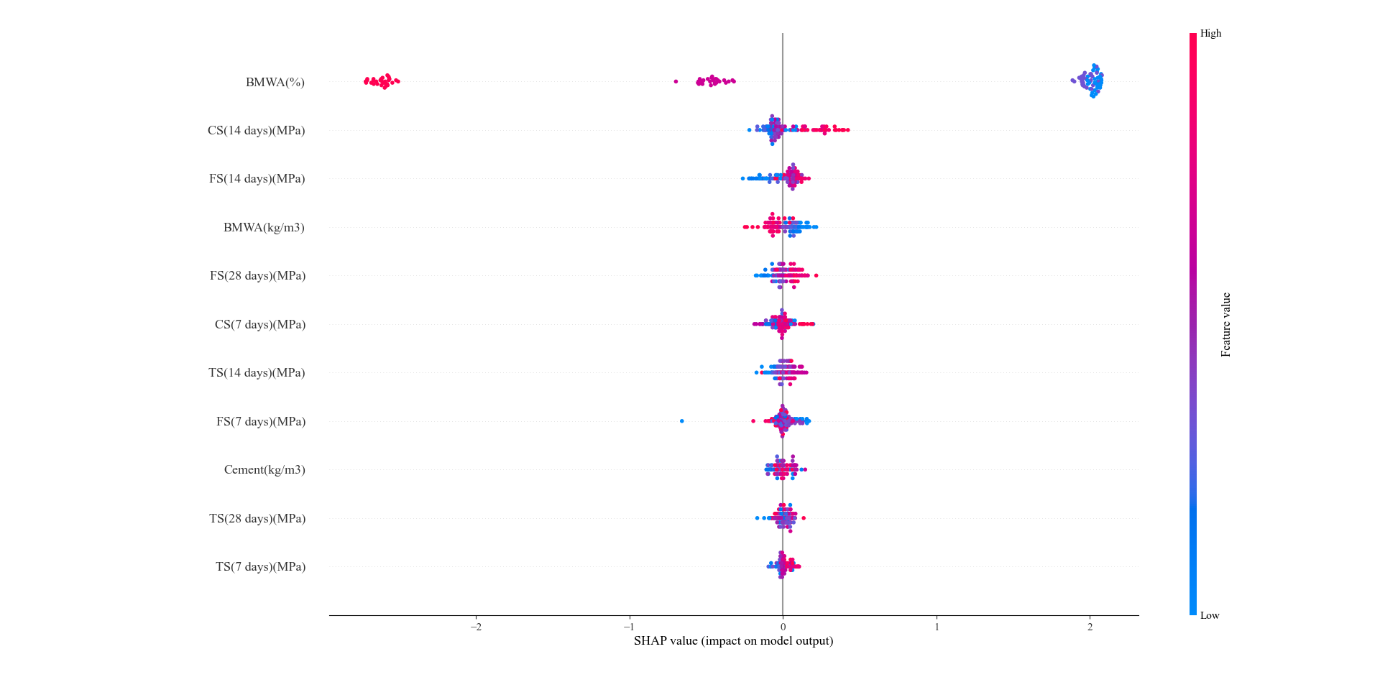 High
BMWA(%)
CS(14 days)(MPa)
FS(14 days)(MPa)
BMWA(kg/m3)
FS(28 days)(MPa)
CS(7 days)(MPa)
TS(14 days)(MPa)
FS(7 days)(MPa)
Cement(kg/m3)
TS(28 days)(MPa)
TS(7 days)(MPa)
Feature value
Low
−2 −1 0 1 2
SHAP value (impact on model output)